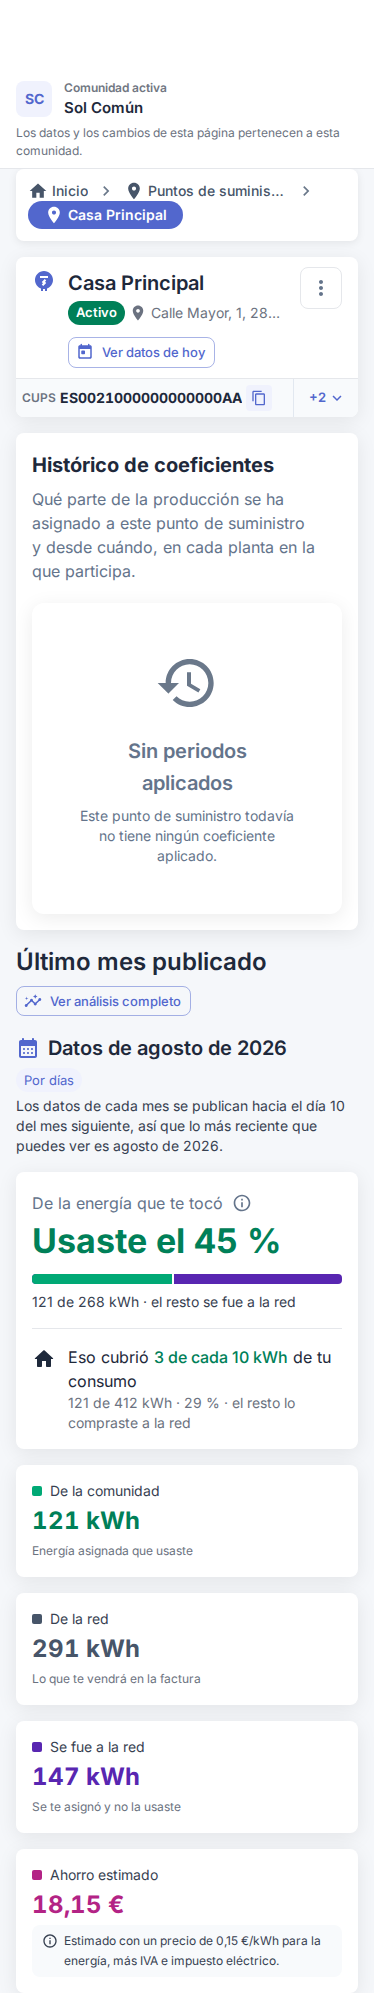 SC
Comunidad activa
Sol Común
Los datos y los cambios de esta página pertenecen a esta
comunidad.
Inicio
Puntos de suminis...
Casa Principal
Casa Principal
Activo
Calle Mayor, 1, 28...
Ver datos de hoy
CUPS ES0021000000000000AA
+2
Histórico de coeficientes
Qué parte de la producción se ha
asignado a este punto de suministro
y desde cuándo, en cada planta en la
que participa.
Sin periodos
aplicados
Este punto de suministro todavía
no tiene ningún coeficiente
aplicado.
Último mes publicado
Ver análisis completo
Datos de agosto de 2026
Por días
Los datos de cada mes se publican hacia el día 10
del mes siguiente, así que lo más reciente que
puedes ver es agosto de 2026.
De la energía que te tocó
Usaste el 45 %
121 de 268 kWh · el resto se fue a la red
Eso cubrió 3 de cada 10 kWh de tu
consumo
121 de 412 kWh · 29 % · el resto lo
compraste a la red
De la comunidad
121 kWh
Energía asignada que usaste
De la red
291 kWh
Lo que te vendrá en la factura
Se fue a la red
147 kWh
Se te asignó y no la usaste
Ahorro estimado
18,15 €
Estimado con un precio de 0,15 €/kWh para la
energía, más IVA e impuesto eléctrico.